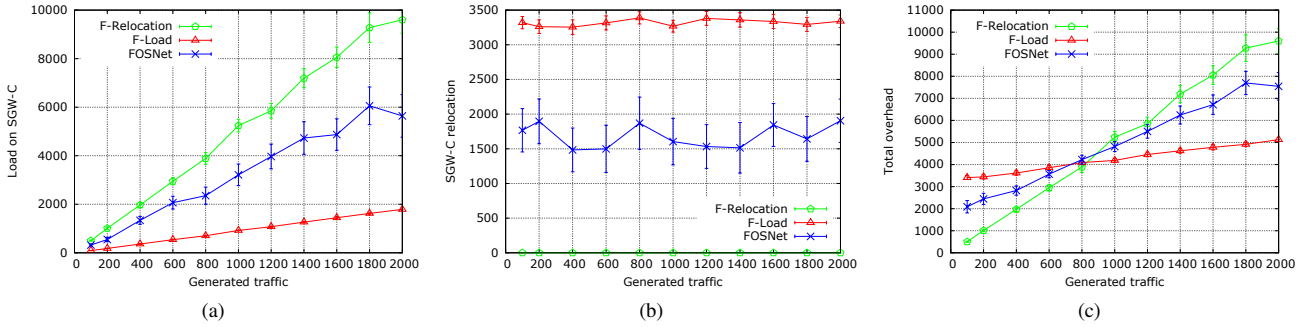 10000
8000
6000
4000
2000
0
Load on SGW-C
F-Relocation
F-Load
FOSNet
0 200 400 600 800 1000 1200 1400 1600 1800 2000
Generated traffic
(a)
3500
3000
2500
2000
1500
1000
500
0
SGW-C relocation
F-Relocation
F-Load
FOSNet
0 200 400 600 800 1000 1200 1400 1600 1800 2000
Generated traffic
(b)
11000
10000
9000
8000
7000
6000
5000
4000
3000
2000
1000
0
Total overhead
F-Relocation
F-Load
FOSNet
0 200 400 600 800 1000 1200 1400 1600 1800 2000
Generated traffic
(c)